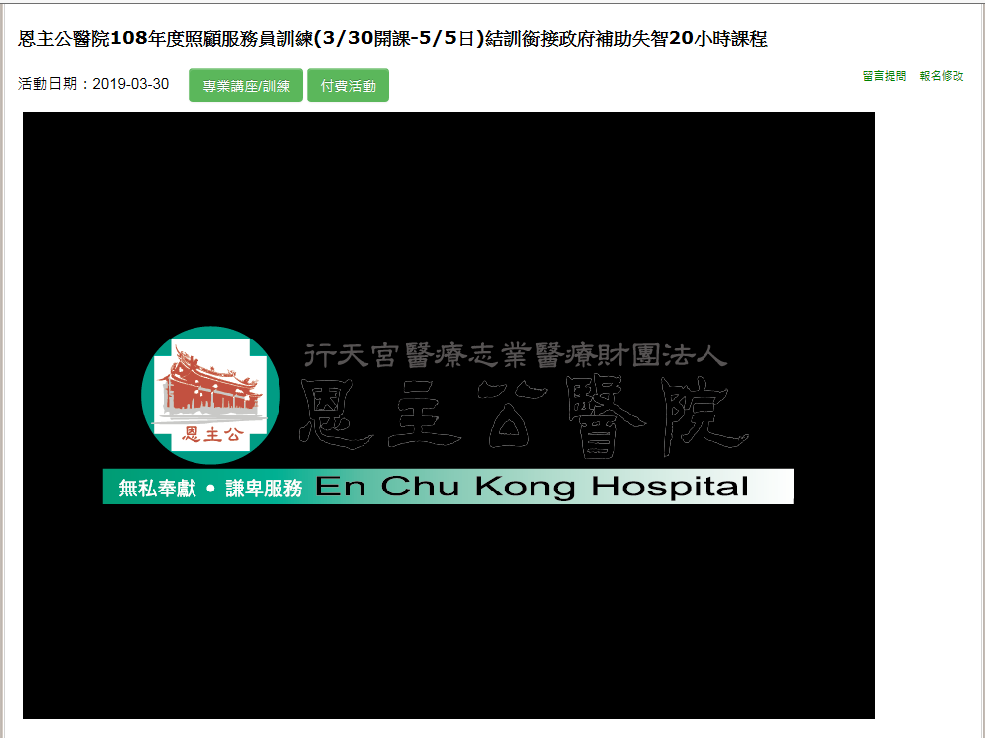 恩主公醫院108年度照顧服務員訓練(3/30開課-5/5日)結訓銜接政府補助失智20小時課程
活動日期：2019-03-30
專業講座/訓練
付費活動
留言提問
報名修改
行天宮醫療志業醫療財團法人
恩主公醫院
恩主公
無私奉獻 • 謙卑服務 En Chu Kong Hospital